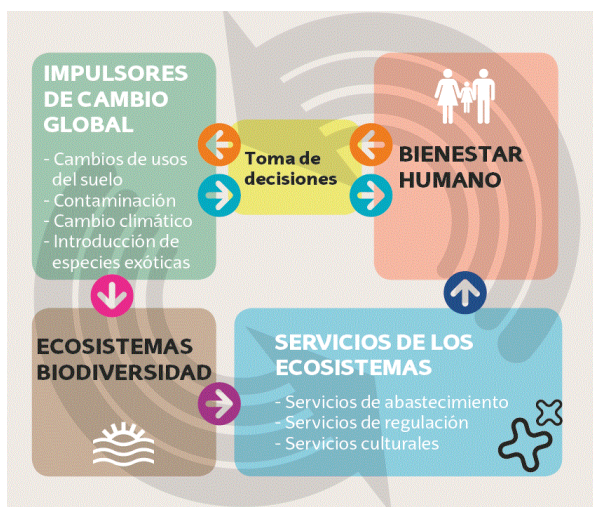 IMPULSORES
DE CAMBIO
GLOBAL
- Cambios de usos
del suelo
- Contaminación
- Cambio climático
- Introducción de
especies exóticas
Toma de
decisiones
BIENESTAR
HUMANO
ECOSISTEMAS
BIODIVERSIDAD
SERVICIOS DE LOS
ECOSISTEMAS
- Servicios de abastecimiento
- Servicios de regulación
- Servicios culturales